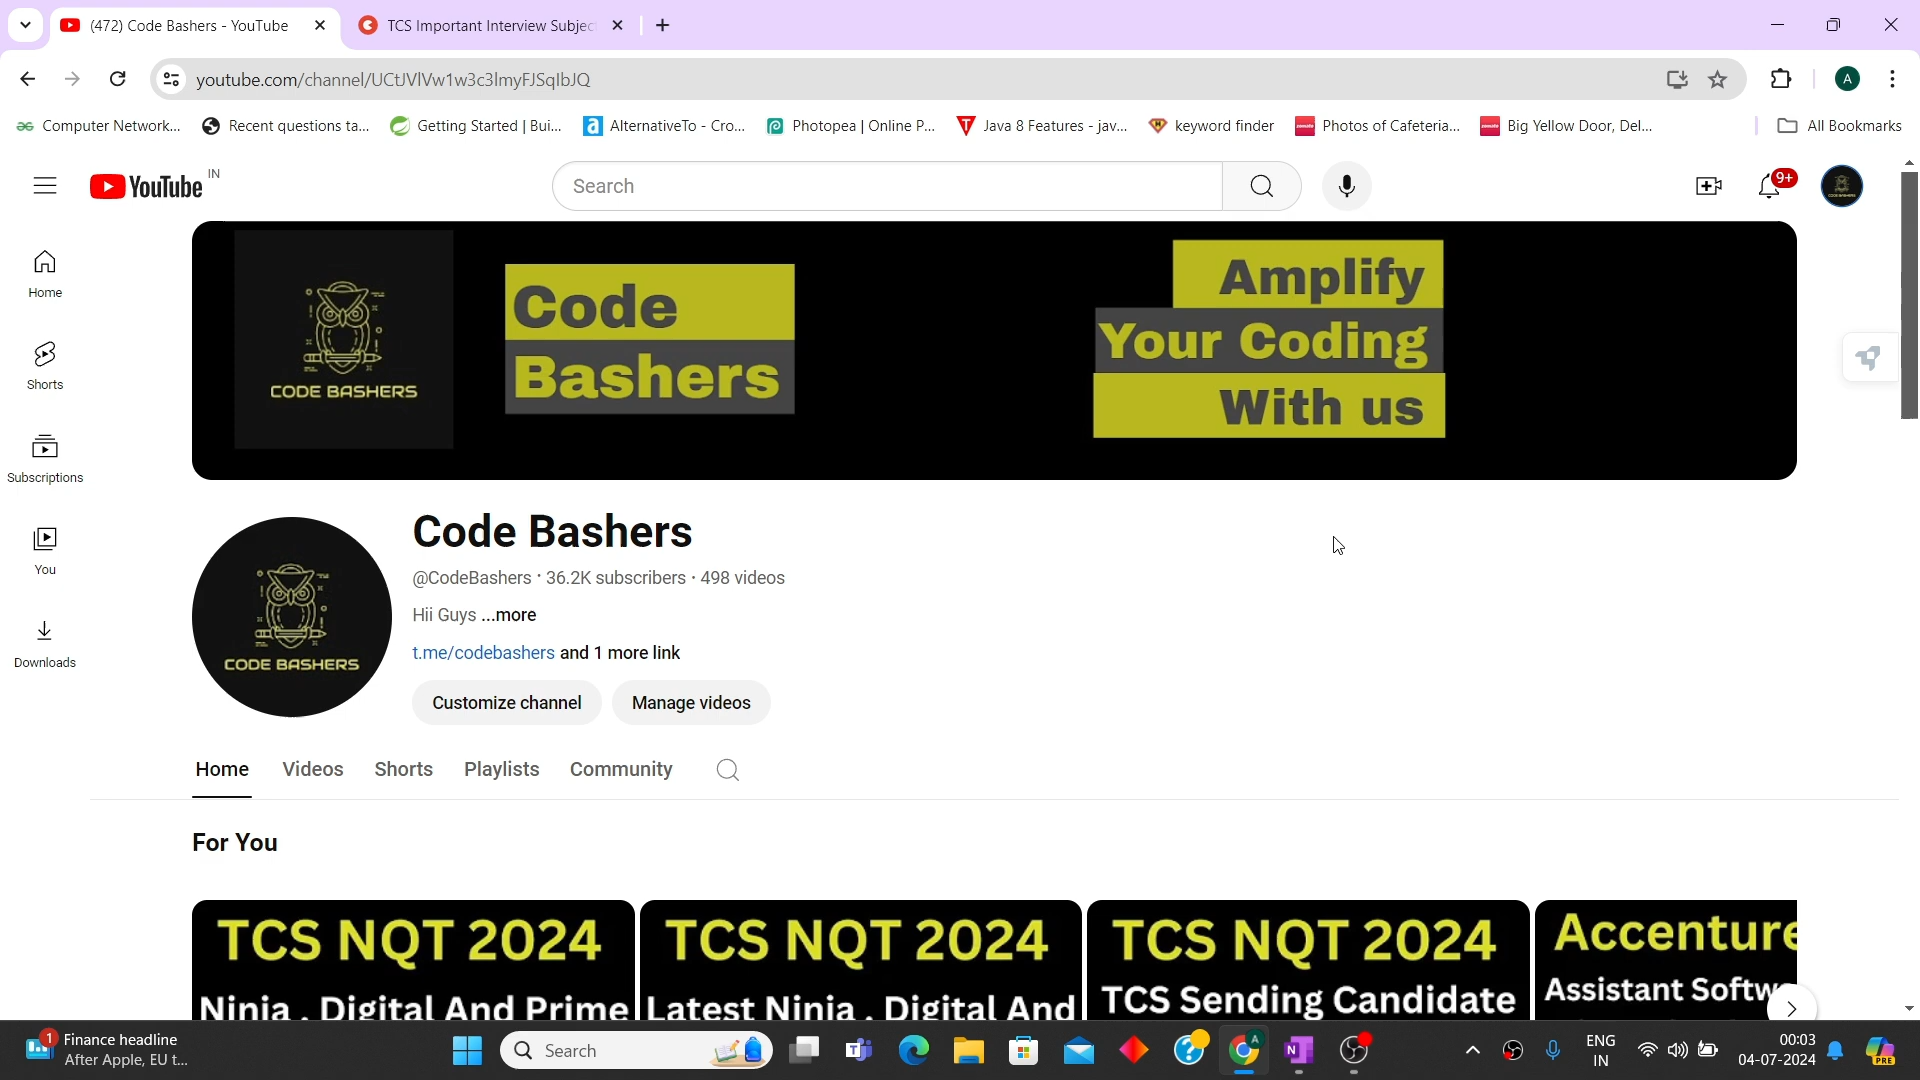 (472) Code Bashers - YouTube
TCS Important Interview Subjec
youtube.com/channel/UCtJVlVw1w3c3lmyFJSqlbJQ
A
Computer Network...
Recent questions ta...
Getting Started | Bui...
AlternativeTo - Cro...
Photopea | Online P...
Java 8 Features - jav...
keyword finder
Photos of Cafeteria...
Big Yellow Door, Del...
All Bookmarks
YouTube IN
Search
9+
Home
Shorts
Subscriptions
You
Downloads
CODE BASHERS
Code
Bashers
Amplify
Your Coding
With us
CODE BASHERS
Code Bashers
@CodeBashers · 36.2K subscribers · 498 videos
Hii Guys ...more
t.me/codebashers and 1 more link
Customize channel
Manage videos
Home
Videos
Shorts
Playlists
Community
For You
TCS NQT 2024
Ninja , Digital And Prime
TCS NQT 2024
Latest Ninja , Digital And
TCS NQT 2024
TCS Sending Candidate
Accenture
Assistant Softw
1
Finance headline
After Apple, EU t...
Search
ENG
IN
00:03
04-07-2024
PRE